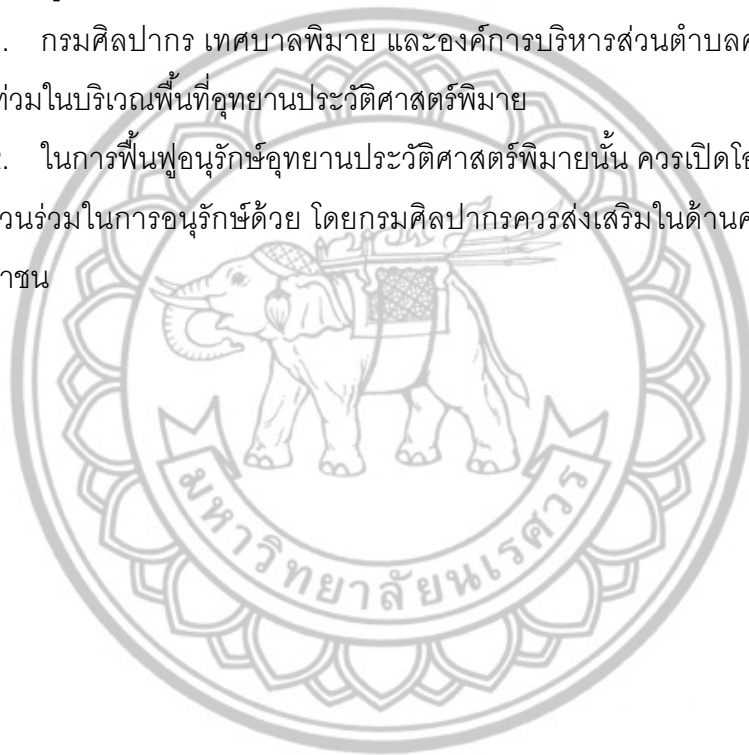 . กรมศิลปากร เทศบาลพิมาย และองค์การบริหารส่วนตำบล
ท่วมในบริเวณพื้นที่อุทยานประวัติศาสตร์พิมาย
. ในการฟื้นฟูอนุรักษ์อุทยานประวัติศาสตร์พิมายนั้น ควรเปิด
วนร่วมในการอนุรักษ์ด้วย โดยกรมศิลปากรควรส่งเสริมในด้าน
าชน
มหาวิทยาลัยนเรศวร